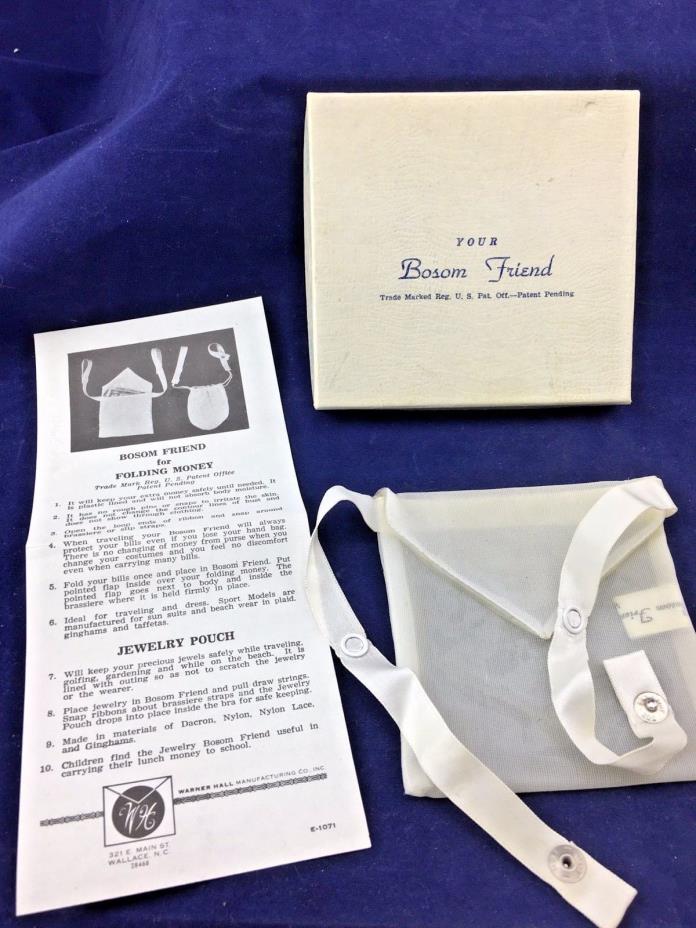 YOUR
Bosom Friend
Trade Marked Reg. U. S. Pat. Off.—Patent Pending
BOSOM FRIEND
for
FOLDING MONEY
Trade Mark Reg. U. S. Patent Office
Patent Pending
1. It will keep your extra money safely until needed. It
is plastic lined and will not absorb body moisture.
2. It has no rough pins or snaps to irritate the skin.
It does not change the contour lines of bust and
does not show through clothing.
3. Open the loop ends of ribbon and snap around
brassiere or slip straps.
4. When traveling your Bosom Friend will always
protect your bills even if you lose your hand bag.
There is no changing of money from purse when you
change your costumes and you feel no discomfort
even when carrying many bills.
5. Fold your bills once and place in Bosom Friend. Put
pointed flap inside over your folding money. The
pointed flap goes next to body and inside the
brassiere where it is held firmly in place.
6. Ideal for traveling and dress. Sport Models are
manufactured for sun suits and beach wear in plaid,
ginghams and taffetas.
JEWELRY POUCH
7. Will keep your precious jewels safely while traveling,
golfing, gardening and while on the beach. It is
lined with outing so as not to scratch the jewelry
or the wearer.
8. Place jewelry in Bosom Friend and pull draw strings.
Snap ribbons about brassiere straps and the Jewelry
Pouch drops into place inside the bra for safe keeping.
9. Made in materials of Dacron, Nylon, Nylon Lace,
and Ginghams.
10. Children find the Jewelry Bosom Friend useful in
carrying their lunch money to school.
WH
WARNER HALL MANUFACTURING CO. INC.
321 E. MAIN ST.
WALLACE, N.C.
28466
E-1071